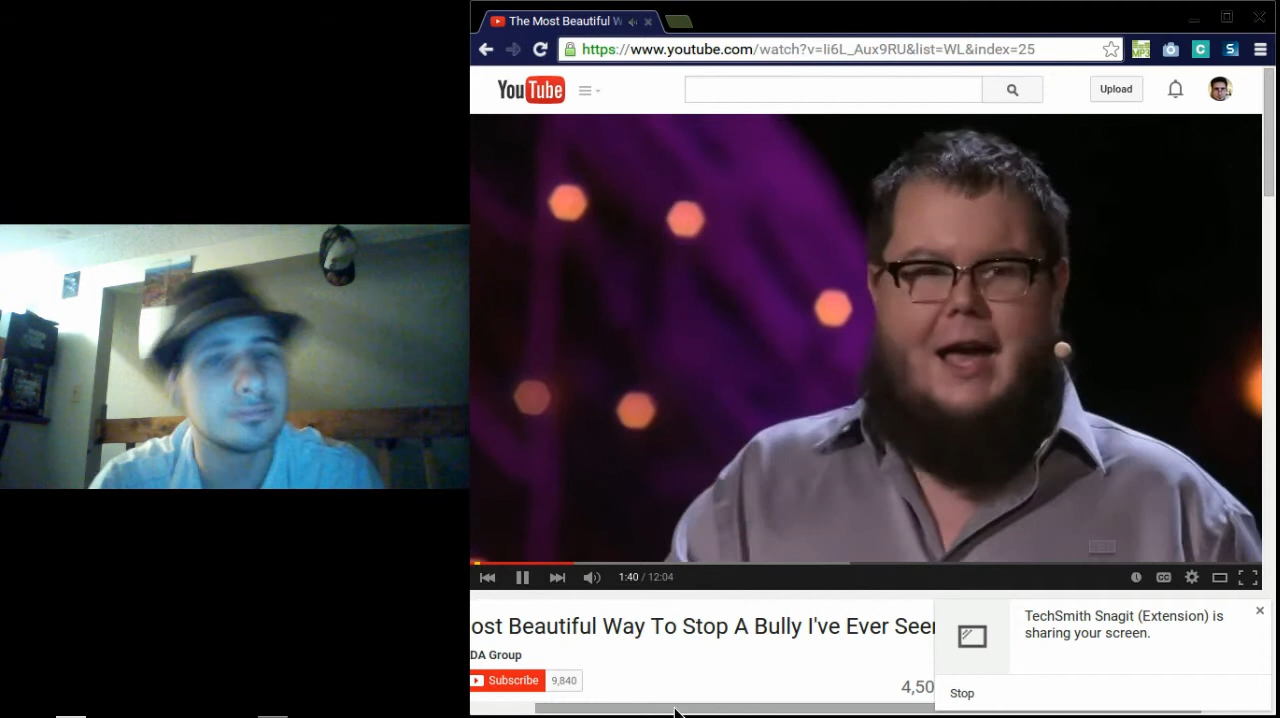 The Most Beautiful W
https://www.youtube.com/watch?v=Ii6L_Aux9RU&list=WL&index=25
MP3
C
S
YouTube
Upload
1:40 / 12:04
CC
ost Beautiful Way To Stop A Bully I've Ever Seen
DA Group
Subscribe 9,840
4,50
TechSmith Snagit (Extension) is
sharing your screen.
Stop